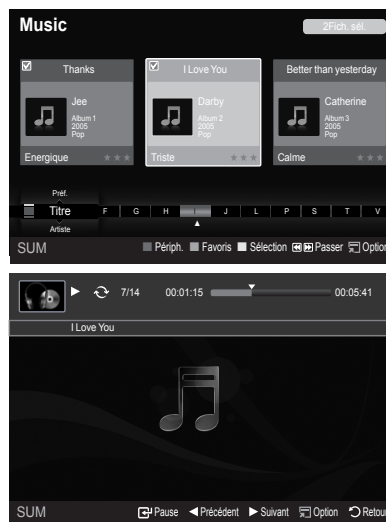 Music
2Fich. sél.
Thanks
I Love You
Better than yesterday
Jee
Album 1
2005
Pop
Darby
Album 2
2005
Pop
Catherine
Album 3
2005
Pop
Energique
Triste
Calme
Préf.
Titre F G H I J L P S T V
Artiste
SUM Périph. Favoris Sélection Passer Option
7/14 00:01:15 00:05:41
I Love You
SUM Pause Précédent Suivant Option Retour